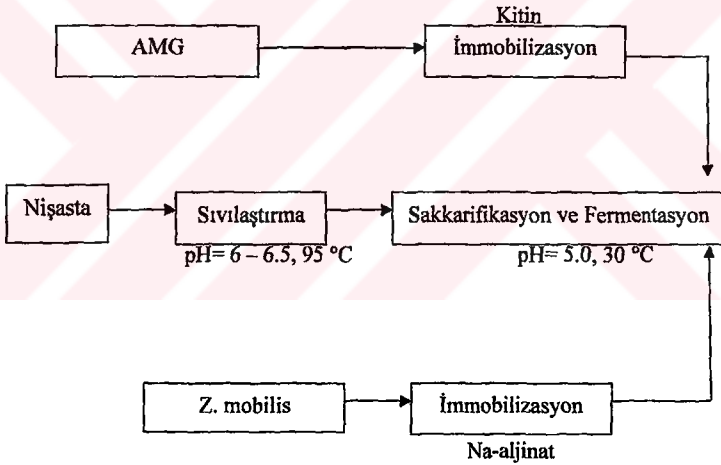 Kitin
AMG
İmmobilizasyon
Nişasta
Sıvılaştırma
Sakkarifikasyon ve Fermentasyon
pH= 6 – 6.5, 95 °C
pH= 5.0, 30 °C
Z. mobilis
İmmobilizasyon
Na-aljinat